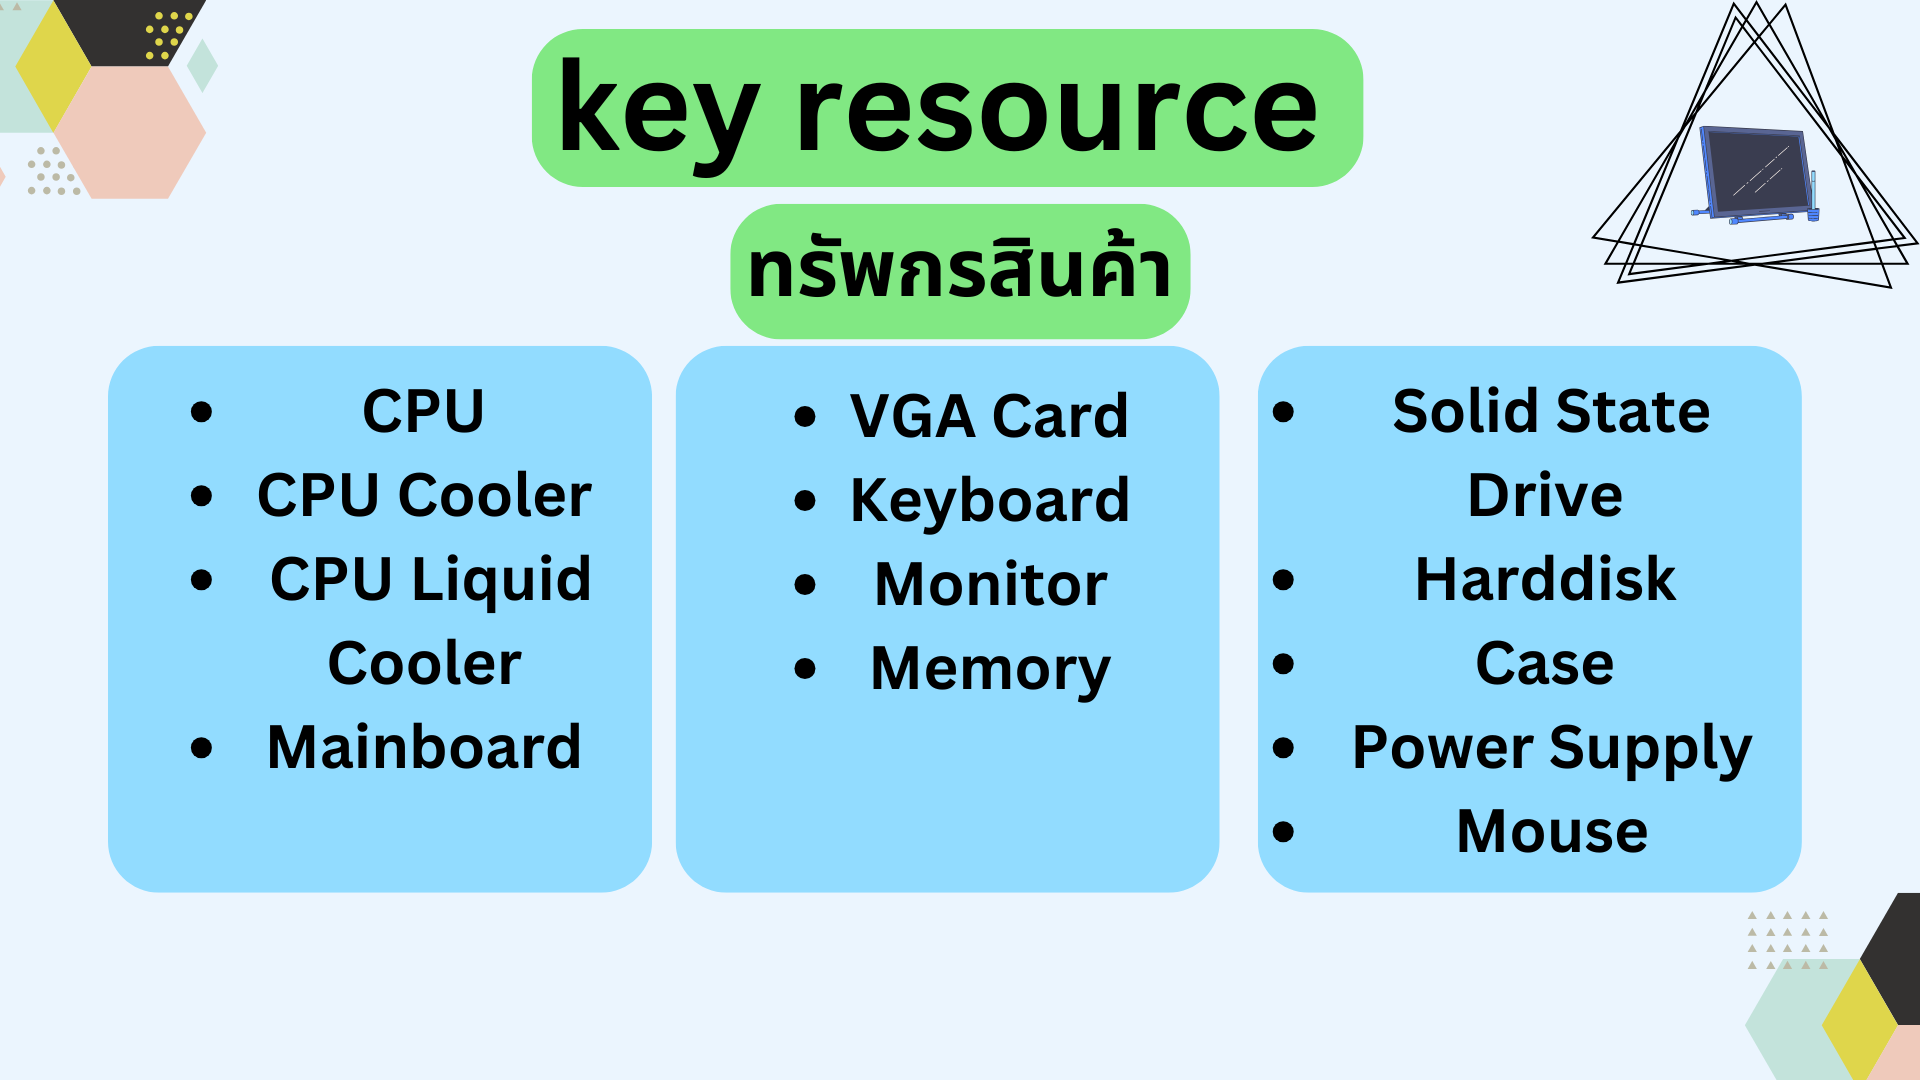 key resource
ทรัพกรสินค้า
• CPU
• CPU Cooler
• CPU Liquid
Cooler
• Mainboard
• VGA Card
• Keyboard
• Monitor
• Memory
• Solid State
Drive
• Harddisk
• Case
• Power Supply
• Mouse